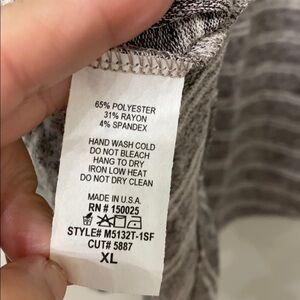 65% POLYESTER
31% RAYON
4% SPANDEX
HAND WASH COLD
DO NOT BLEACH
HANG TO DRY
IRON LOW HEAT
DO NOT DRY CLEAN
MADE IN U.S.A.
RN # 150025
STYLE# M5132T-1SF
CUT# 5887
XL